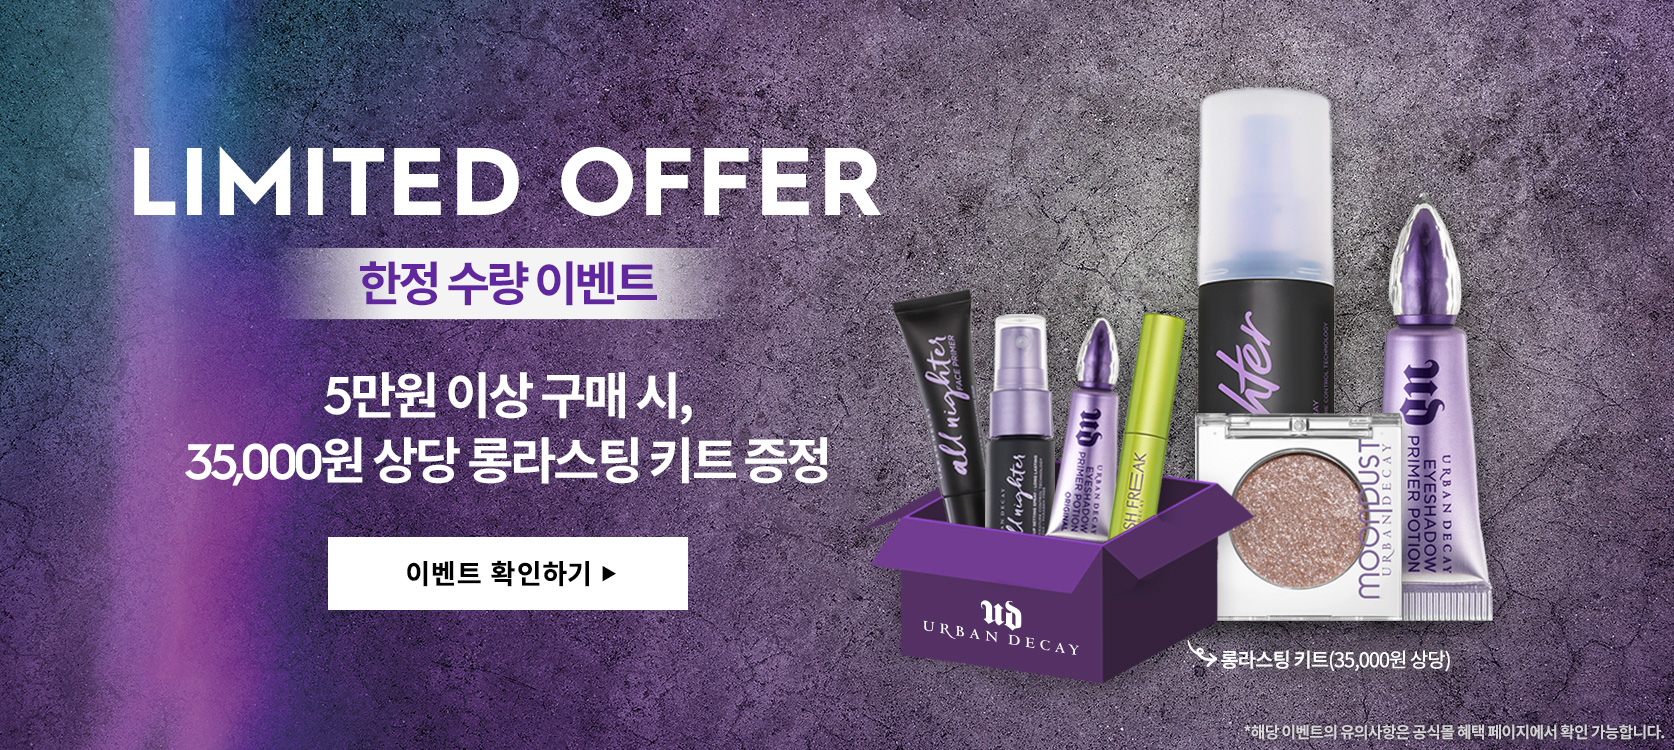 LIMITED OFFER
한정 수량 이벤트
5만원 이상 구매 시,
35,000원 상당 롱라스팅 키트 증정
이벤트 확인하기 ▶
all nighter
FACE PRIMER
all nighter
ud
URBAN DECAY
EYESHADOW
PRIMER POTION
ORIGINAL
SH FREAK
hter
MOONDUST
URBAN DECAY
ud
URBAN DECAY
EYESHADOW
PRIMER POTION
ud
URBAN DECAY
롱라스팅 키트(35,000원 상당)
*해당 이벤트의 유의사항은 공식몰 혜택 페이지에서 확인 가능합니다.